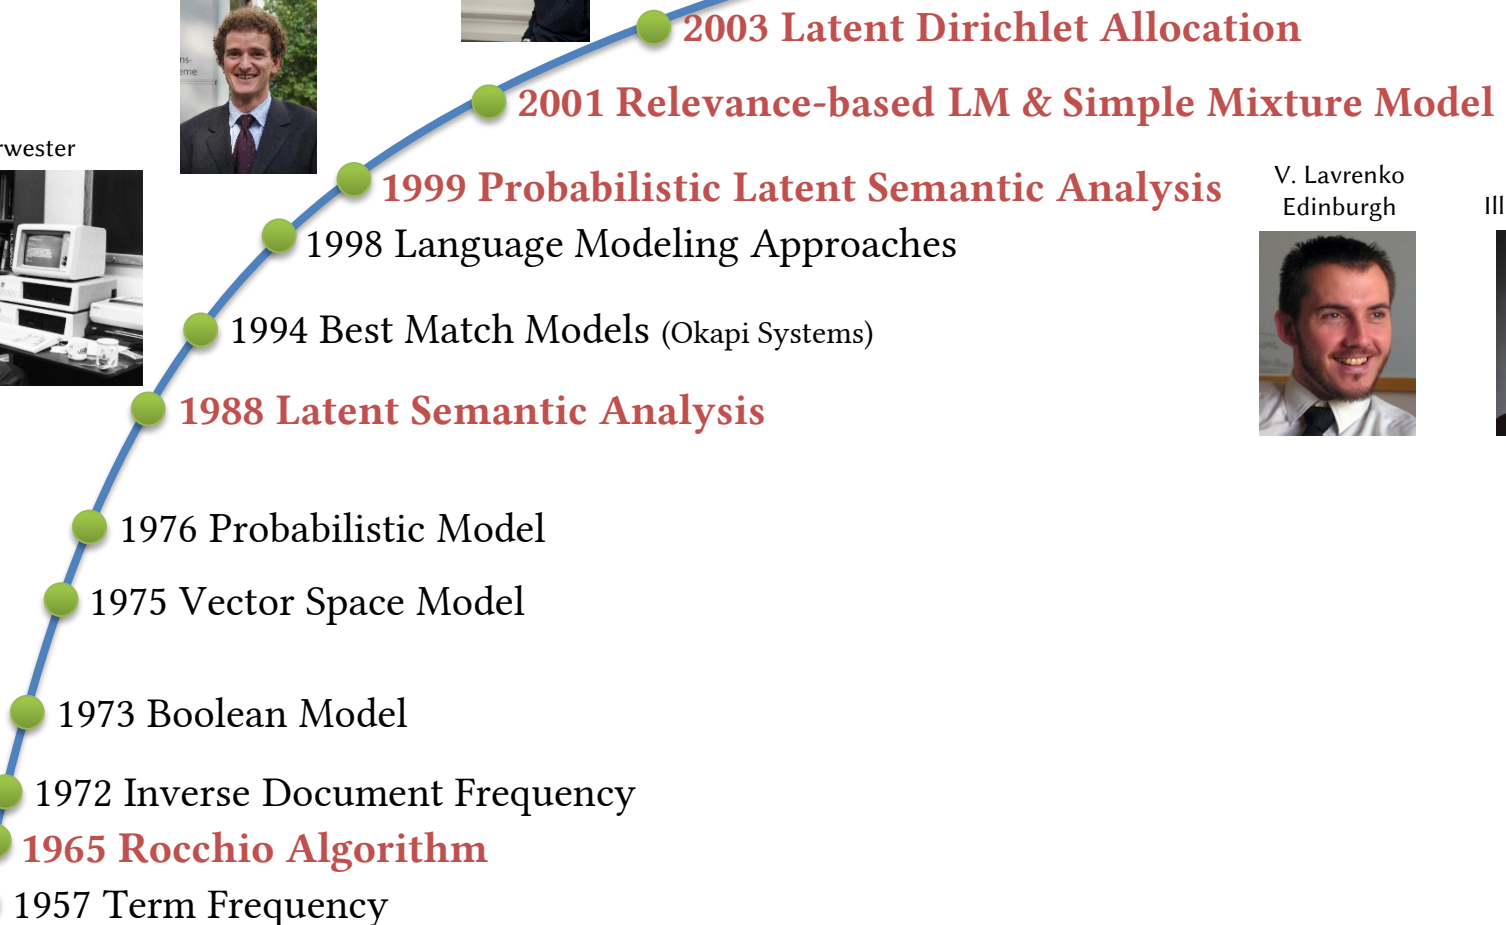 2003 Latent Dirichlet Allocation
2001 Relevance-based LM & Simple Mixture Model
1999 Probabilistic Latent Semantic Analysis
V. Lavrenko
Edinburgh
1998 Language Modeling Approaches
1994 Best Match Models (Okapi Systems)
1988 Latent Semantic Analysis
1976 Probabilistic Model
1975 Vector Space Model
1973 Boolean Model
1972 Inverse Document Frequency
1965 Rocchio Algorithm
1957 Term Frequency